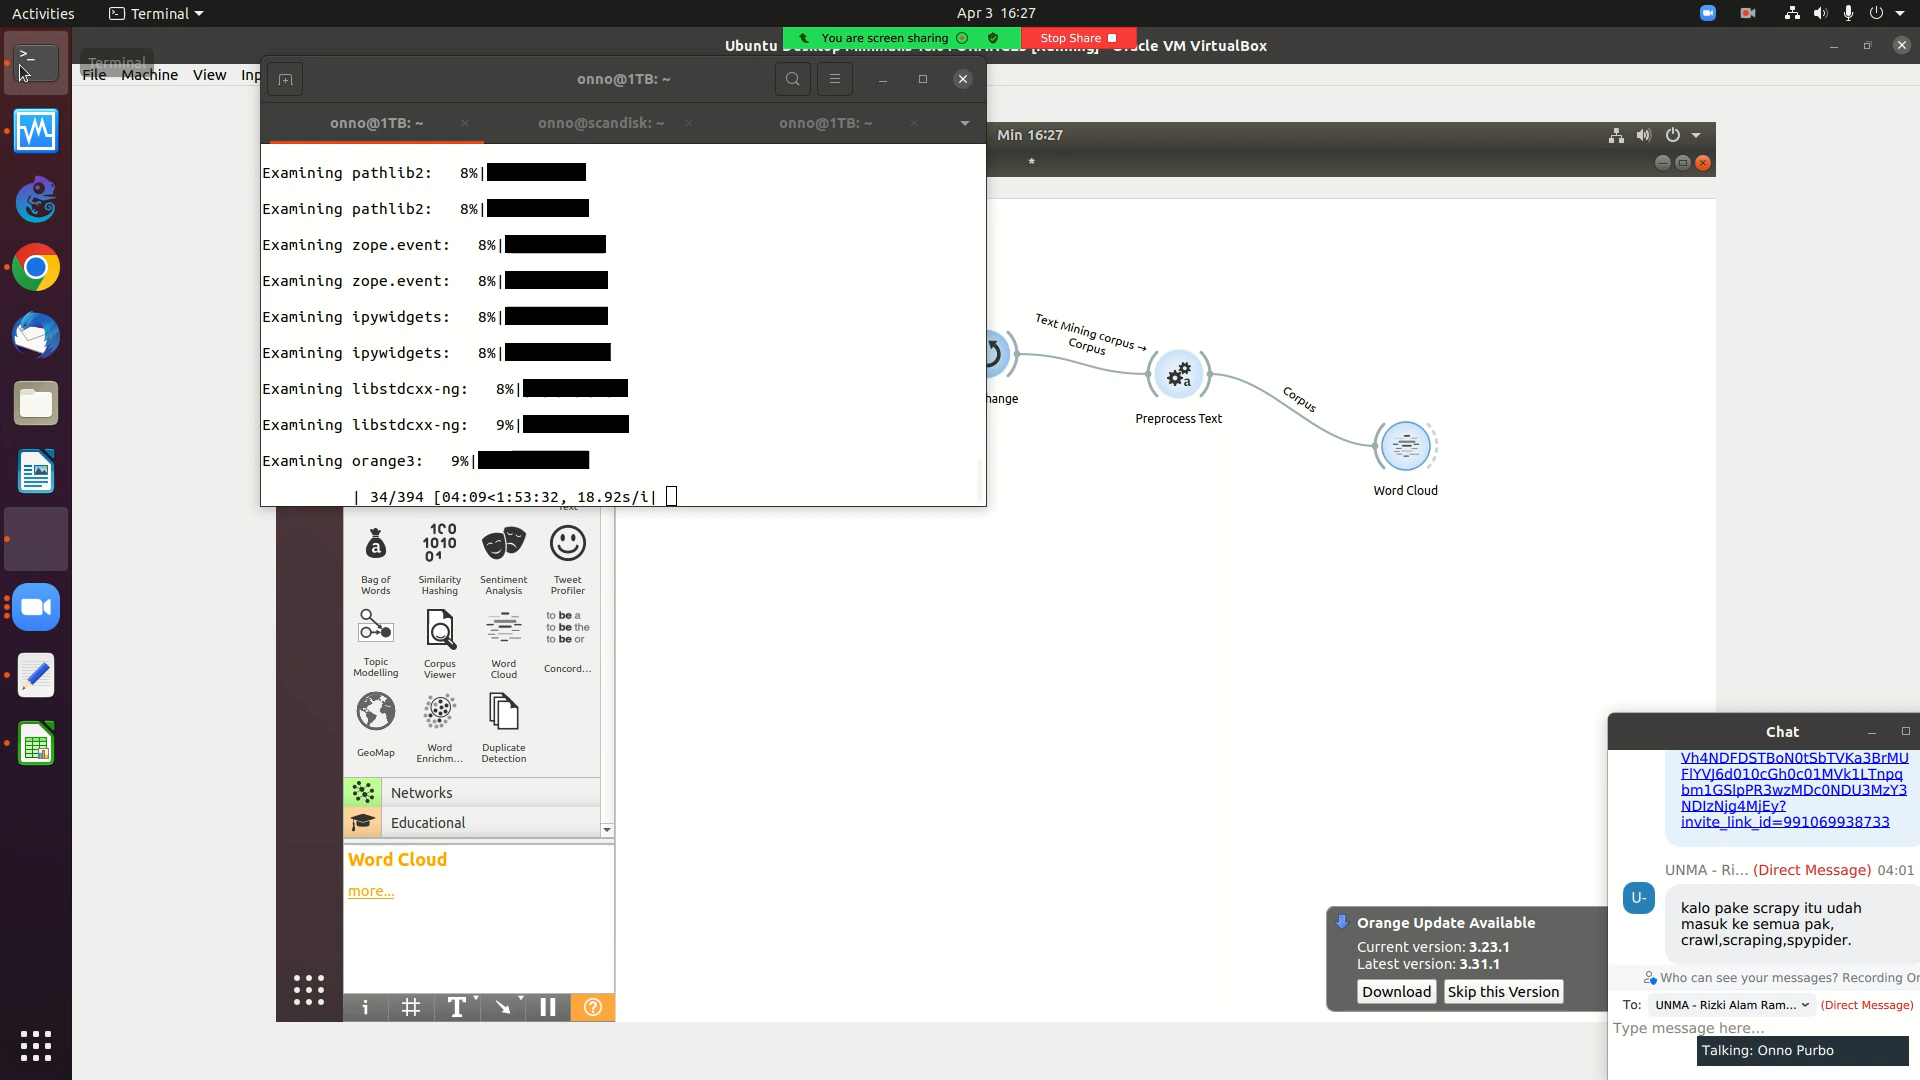 Activities
Terminal
Apr 3 16:27
You are screen sharing
Stop Share
Ubuntu
cle VM VirtualBox
Terminal
File Machine View Inp
onno@1TB: ~
onno@1TB: ~
onno@scandisk: ~
onno@1TB: ~
Min 16:27
*
Examining pathlib2: 8%|
Examining pathlib2: 8%|
Examining zope.event: 8%|
Examining zope.event: 8%|
Examining ipywidgets: 8%|
Examining ipywidgets: 8%|
Examining libstdcxx-ng: 8%|
Examining libstdcxx-ng: 9%|
Examining orange3: 9%|
| 34/394 [04:09<1:53:32, 18.92s/i|
Text Mining corpus →
Corpus
hange
Preprocess Text
Corpus
Word Cloud
Text
Bag of
Words
Similarity
Hashing
Sentiment
Analysis
Tweet
Profiler
to be a
to be the
to be or
Topic
Modelling
Corpus
Viewer
Word
Cloud
Concord...
GeoMap
Word
Enrichm...
Duplicate
Detection
Networks
Educational
Word Cloud
more...
Orange Update Available
Current version: 3.23.1
Latest version: 3.31.1
Download
Skip this Version
Chat
Vh4NDFDSTBoN0tSbTVKa3BrMU
FlYVJ6d010cGh0c01MVk1LTnpq
bm1GSlpPR3wzMDc0NDU3MzY3
NDIzNjg4MjEy?
invite_link_id=991069938733
UNMA - Ri... (Direct Message) 04:01
U-
kalo pake scrapy itu udah
masuk ke semua pak,
crawl,scraping,spypider.
Who can see your messages? Recording Or
To: UNMA - Rizki Alam Ram... (Direct Message)
Type message here...
Talking: Onno Purbo